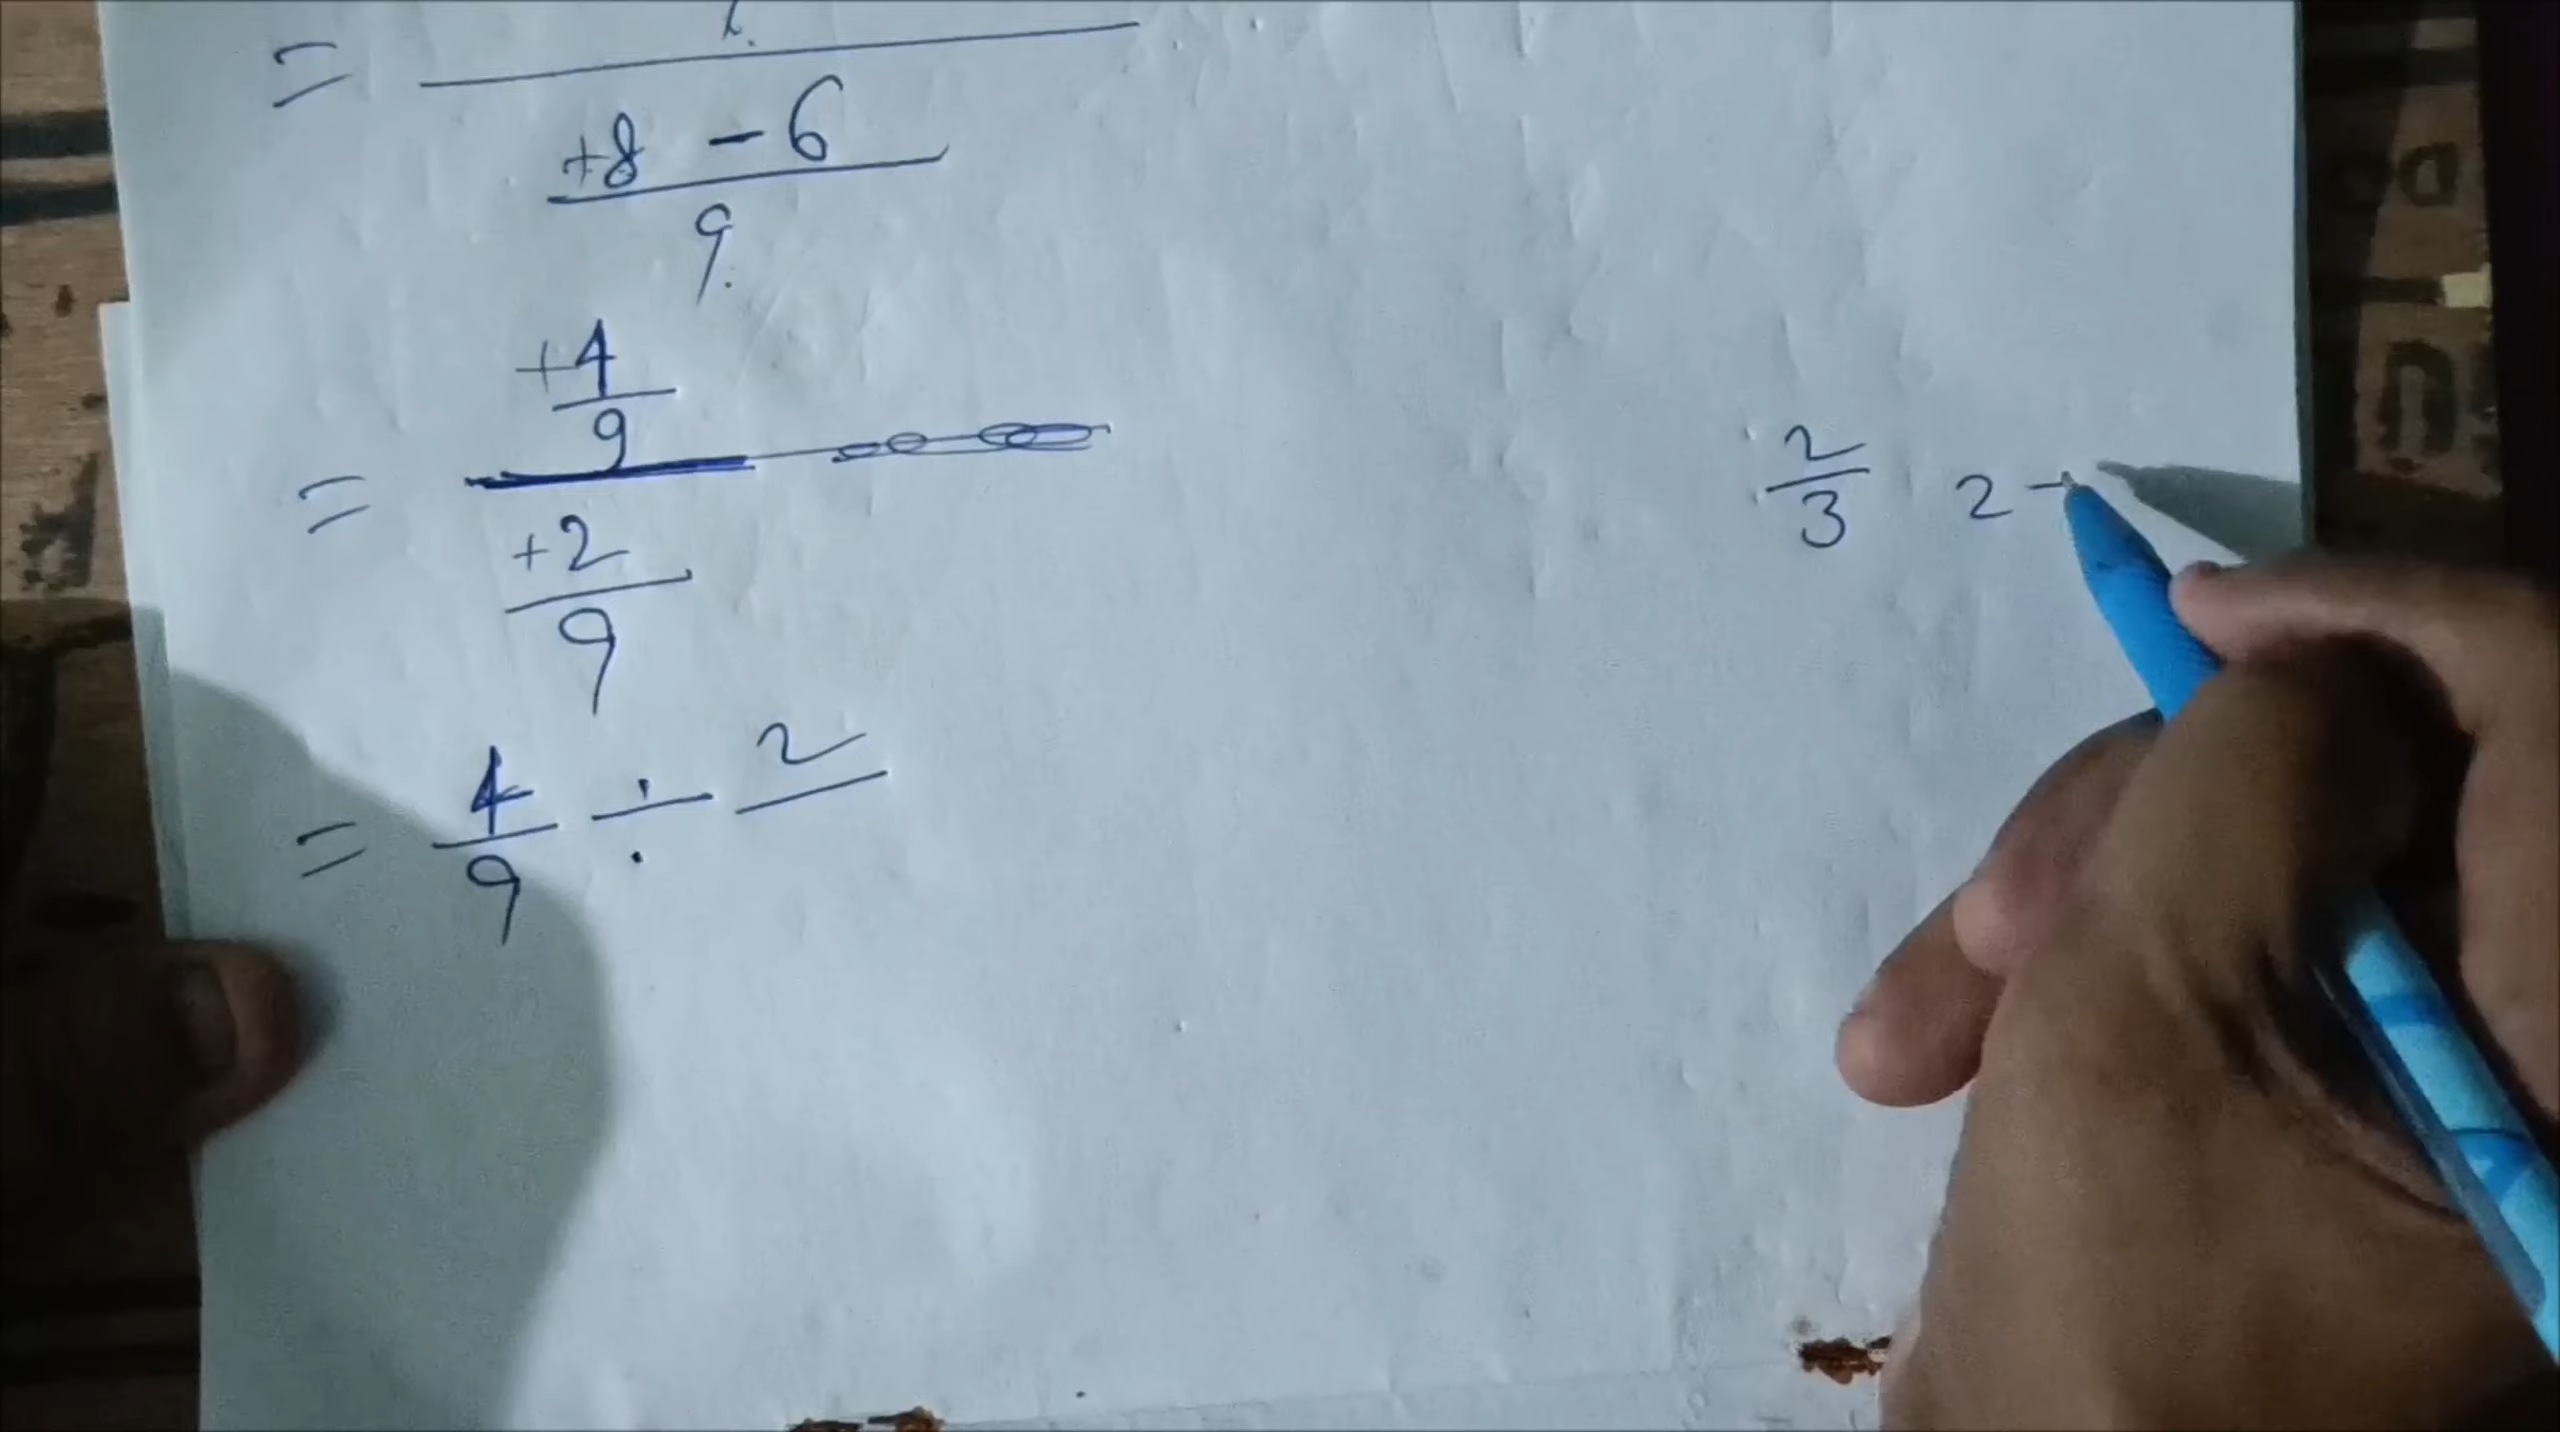 =
+8 - 6
9
+4
9
=
+2
9
= 4/9 ÷ 2
2/3 2 -